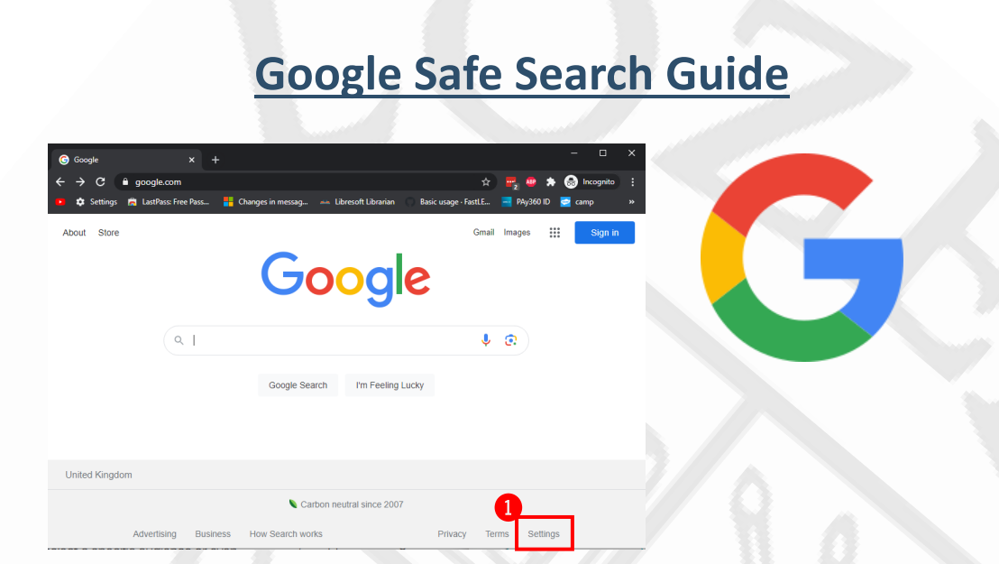 Google Safe Search Guide
Google
google.com
2
ABP
Incognito
Settings
LastPass: Free Pass...
Changes in messag...
Libresoft Librarian
Basic usage - FastLE...
PAy360 ID
camp
»
About
Store
Gmail
Images
Sign in
Google
Google Search
I'm Feeling Lucky
United Kingdom
Carbon neutral since 2007
1
Advertising
Business
How Search works
Privacy
Terms
Settings